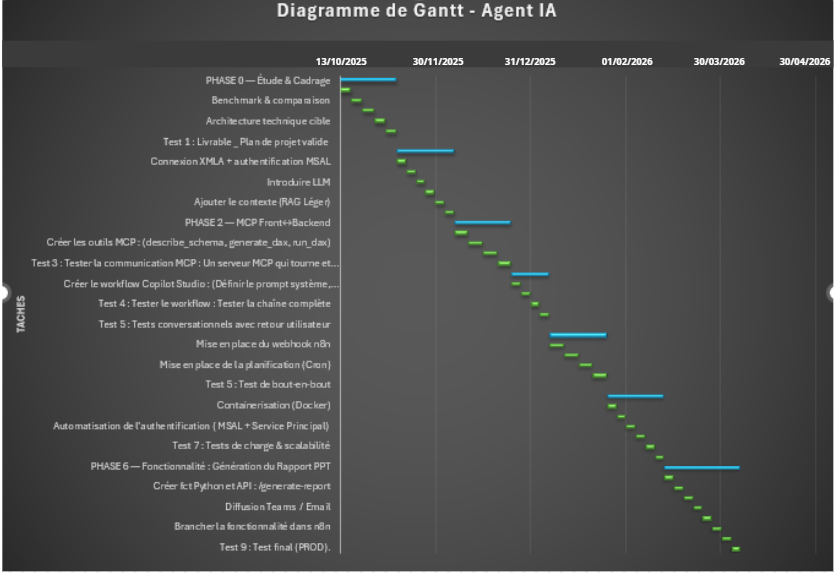 Diagramme de Gantt - Agent IA
13/10/2025 30/11/2025 31/12/2025 01/02/2026 30/03/2026 30/04/2026
PHASE 0 — Étude & Cadrage
Benchmark & comparaison
Architecture technique cible
Test 1 : Livrable _ Plan de projet valide
Connexion XMLA + authentification MSAL
Introduire LLM
Ajouter le contexte (RAG Léger)
PHASE 2 — MCP Front↔Backend
Créer les outils MCP : (describe_schema, generate_dax, run_dax)
Test 3 : Tester la communication MCP : Un serveur MCP qui tourne et...
Créer le workflow Copilot Studio : (Définir le prompt système,...
Test 4 : Tester le workflow : Tester la chaîne complète
Test 5 : Tests conversationnels avec retour utilisateur
Mise en place du webhook n8n
Mise en place de la planification (Cron)
Test 5 : Test de bout-en-bout
Containerisation (Docker)
Automatisation de l'authentification ( MSAL + Service Principal)
Test 7 : Tests de charge & scalabilité
PHASE 6 — Fonctionnalité : Génération du Rapport PPT
Créer fct Python et API : /generate-report
Diffusion Teams / Email
Brancher la fonctionnalité dans n8n
Test 9 : Test final (PROD).
TACHES